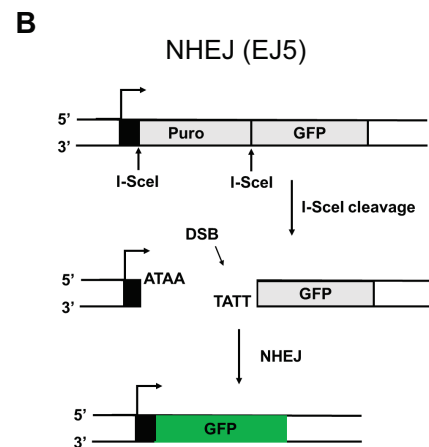 B
NHEJ (EJ5)
5’
Puro GFP
3’
I-SceI I-SceI
I-SceI cleavage
DSB
5’ ATAA
GFP
3’ TATT
NHEJ
5’
GFP
3’